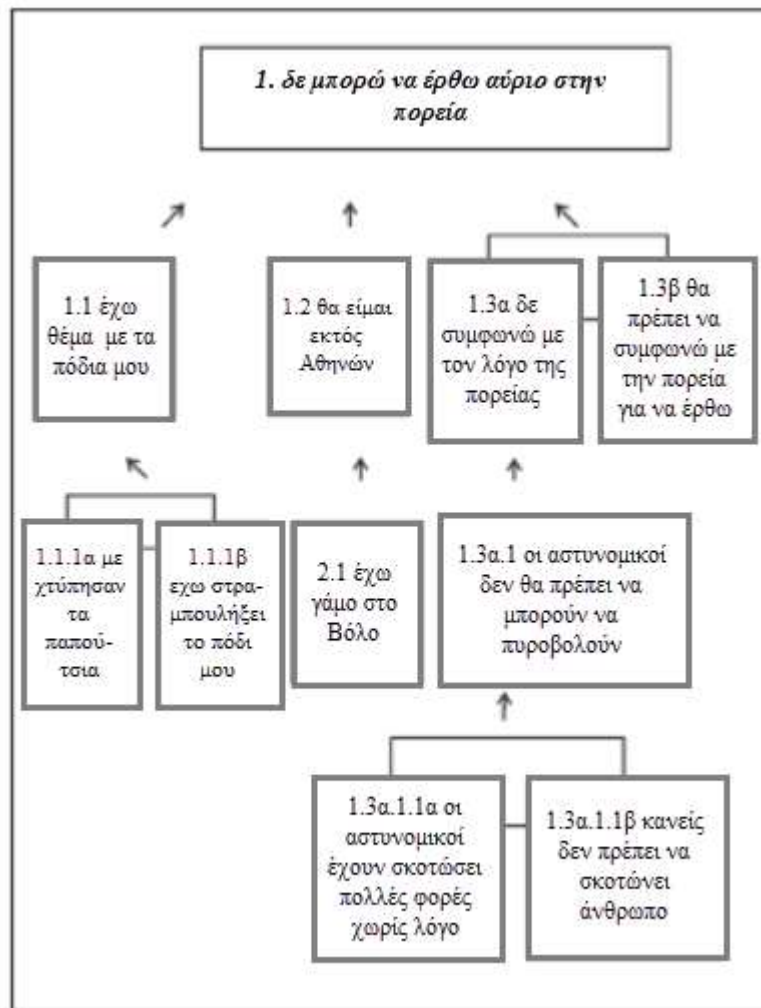 1. δε μπορώ να έρθω αύριο στην
πορεία
1.1 έχω
θέμα με τα
πόδια μου
1.2 θα είμαι
εκτός
Αθηνών
1.3α δε
συμφωνώ με
τον λόγο της
πορείας
1.3β θα
πρέπει να
συμφωνώ με
την πορεία
για να έρθω
1.1.1α με
χτύπησαν
τα
παπού-
τσια
1.1.1β
εχω στρα-
μπουλήξει
το πόδι
μου
2.1 έχω
γάμο στο
Βόλο
1.3α.1 οι αστυνομικοί
δεν θα πρέπει να
μπορούν να
πυροβολούν
1.3α.1.1α οι
αστυνομικοί
έχουν σκοτώσει
πολλές φορές
χωρίς λόγο
1.3α.1.1β κανείς
δεν πρέπει να
σκοτώνει
άνθρωπο